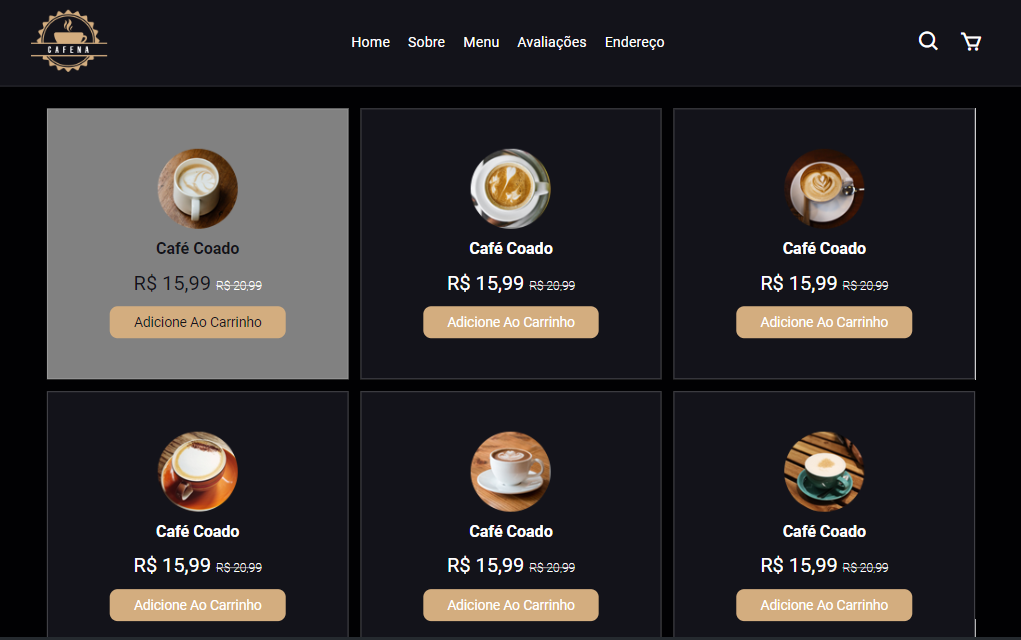 CAFENA
Home Sobre Menu Avaliações Endereço
Café Coado
R$ 15,99 R$ 20,99
Adicione Ao Carrinho
Café Coado
R$ 15,99 R$ 20,99
Adicione Ao Carrinho
Café Coado
R$ 15,99 R$ 20,99
Adicione Ao Carrinho
Café Coado
R$ 15,99 R$ 20,99
Adicione Ao Carrinho
Café Coado
R$ 15,99 R$ 20,99
Adicione Ao Carrinho
Café Coado
R$ 15,99 R$ 20,99
Adicione Ao Carrinho